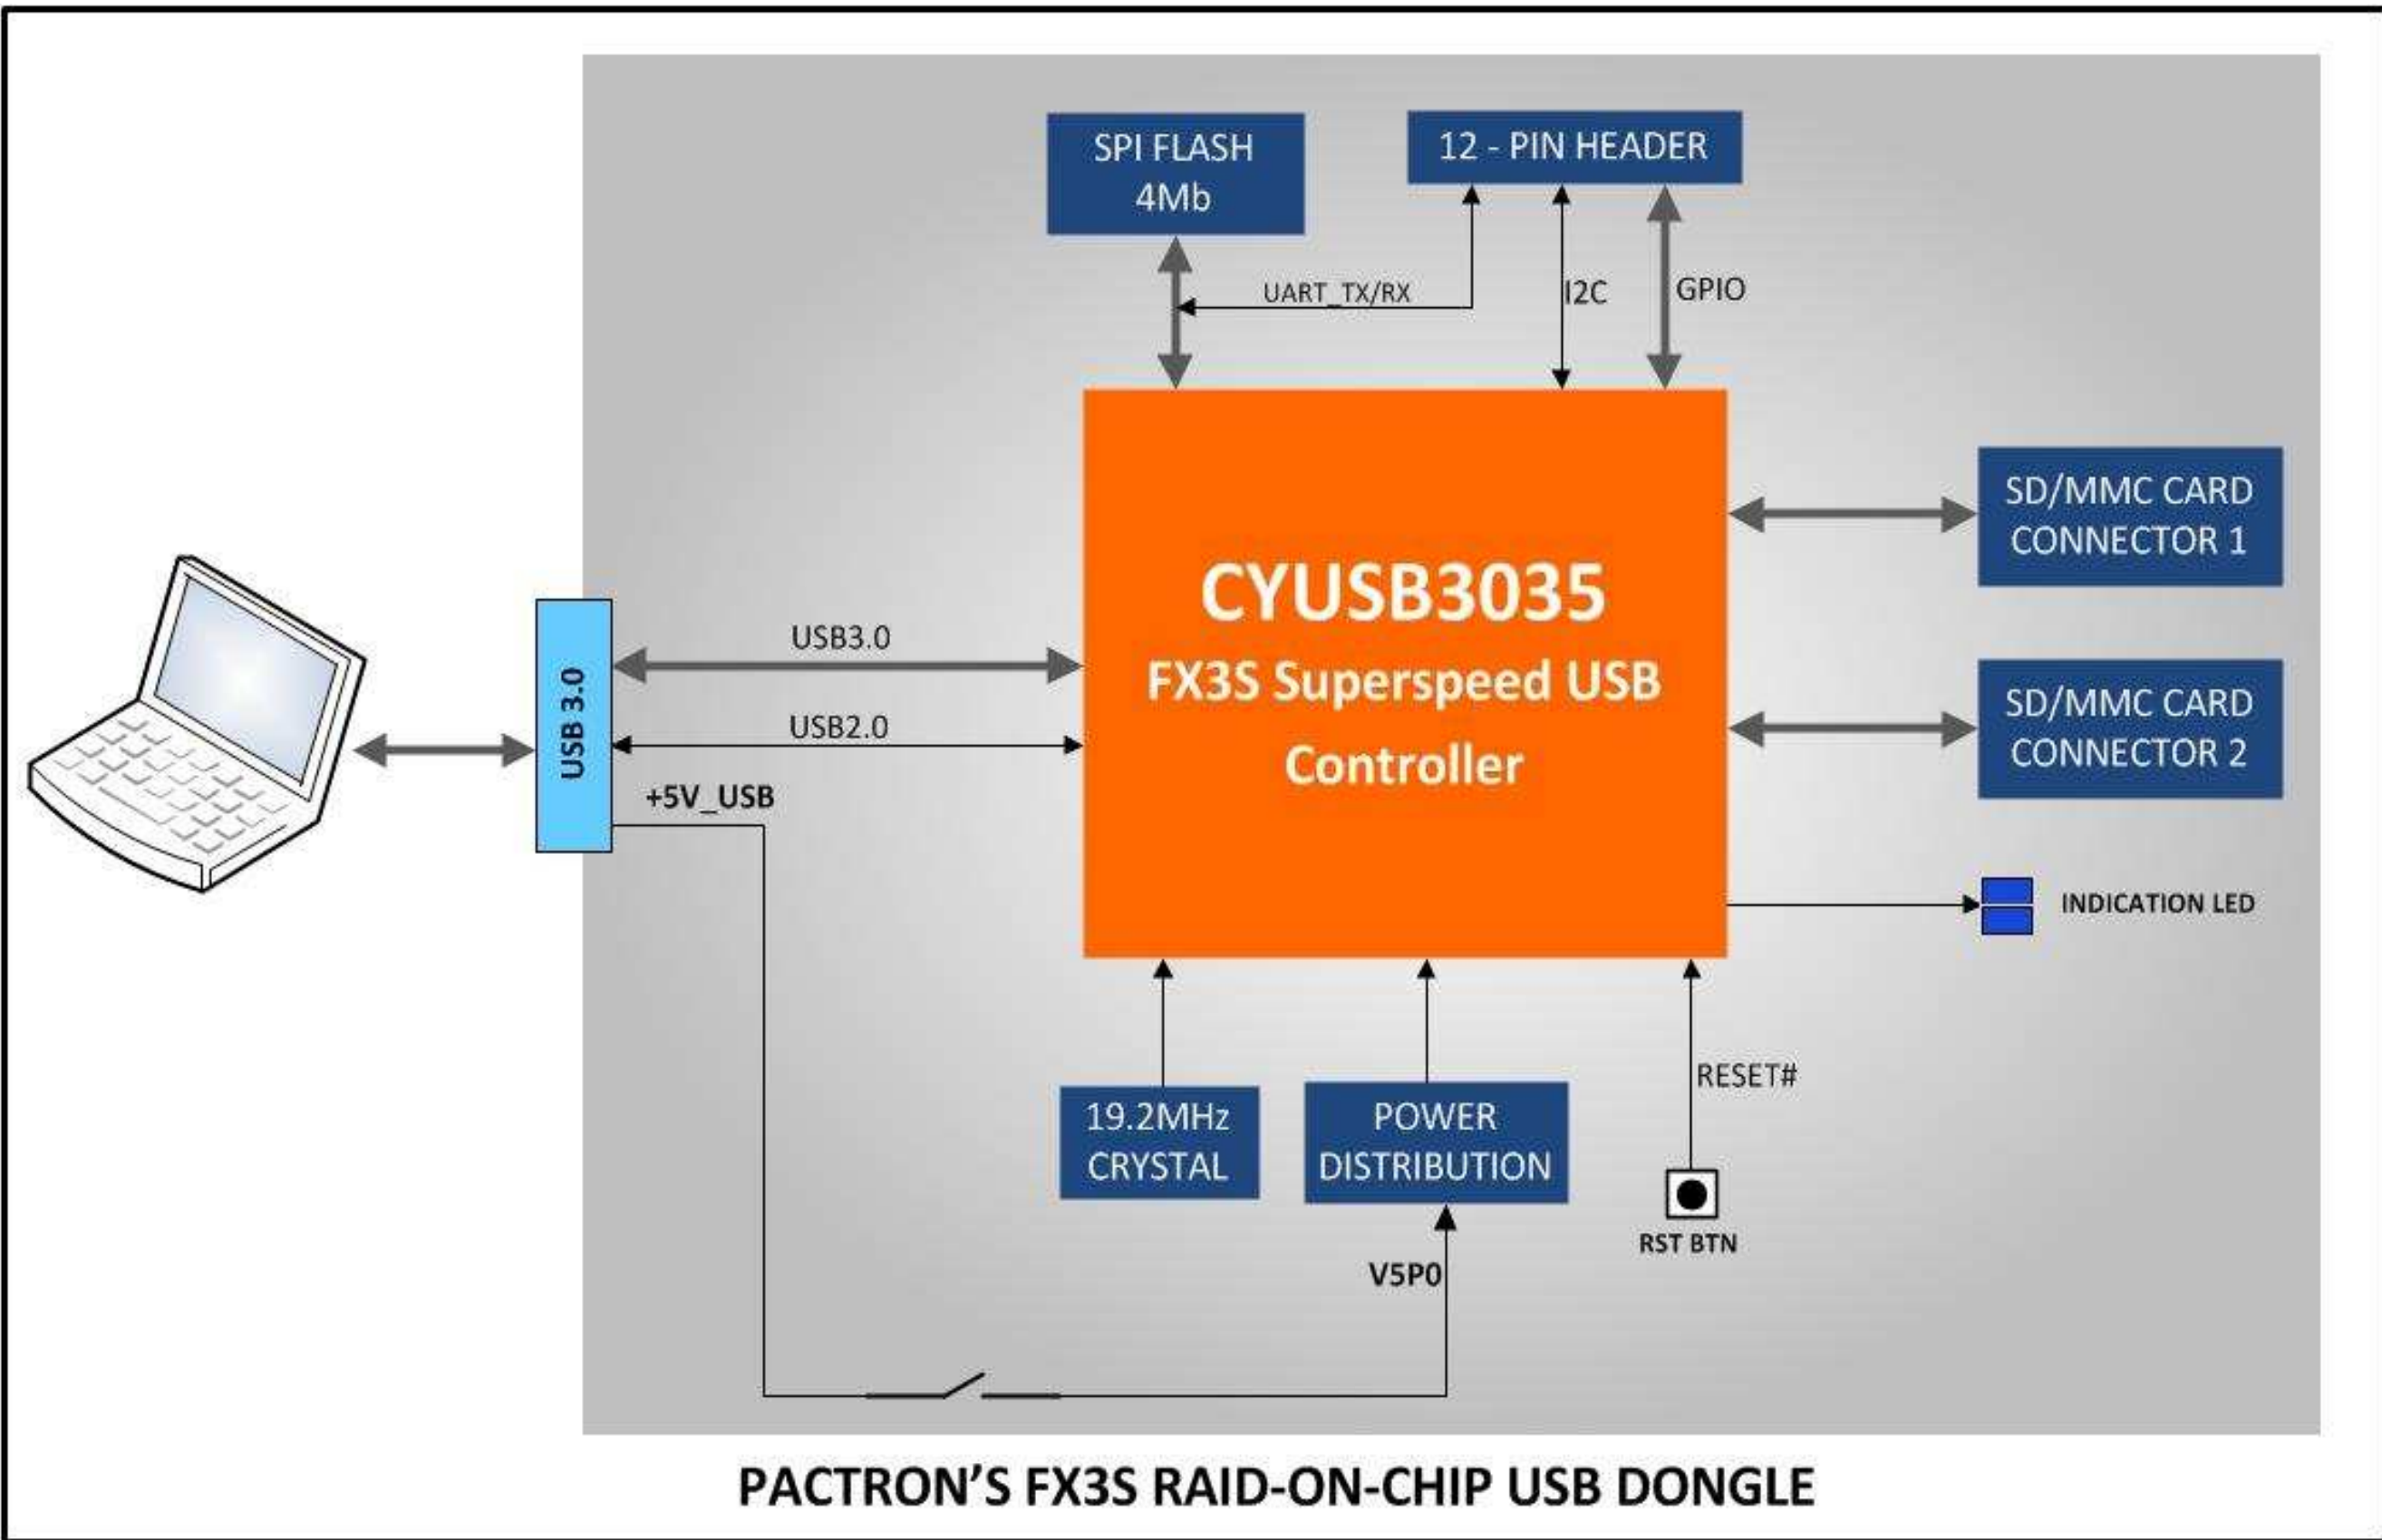 SPI FLASH
4Mb
12 - PIN HEADER
UART_TX/RX
I2C
GPIO
SD/MMC CARD
CONNECTOR 1
CYUSB3035
FX3S Superspeed USB
Controller
USB 3.0
USB3.0
USB2.0
+5V_USB
SD/MMC CARD
CONNECTOR 2
INDICATION LED
19.2MHz
CRYSTAL
POWER
DISTRIBUTION
RESET#
RST BTN
V5P0
PACTRON'S FX3S RAID-ON-CHIP USB DONGLE